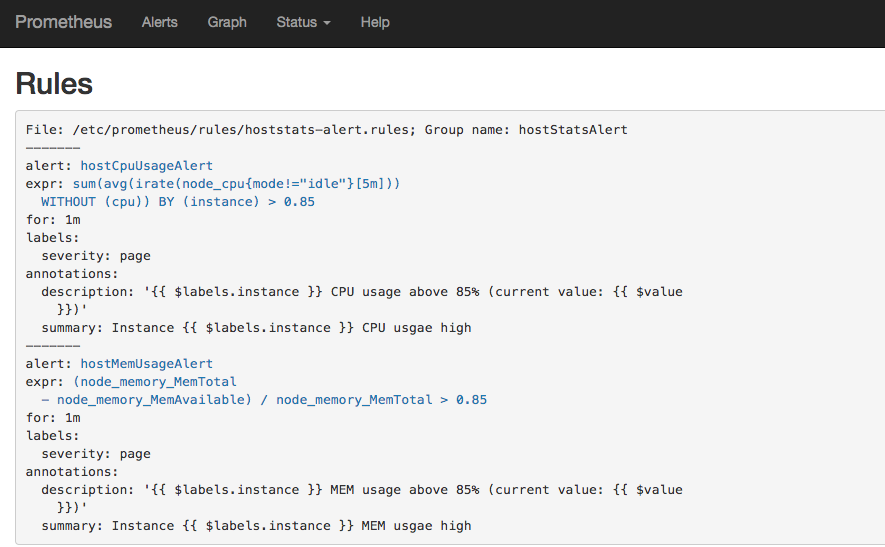 Prometheus Alerts Graph Status Help
Rules
File: /etc/prometheus/rules/hoststats-alert.rules; Group name: hostStatsAlert
-------
alert: hostCpuUsageAlert
expr: sum(avg(irate(node_cpu{mode!="idle"}[5m]))
  WITHOUT (cpu)) BY (instance) > 0.85
for: 1m
labels:
  severity: page
annotations:
  description: '{{ $labels.instance }} CPU usage above 85% (current value: {{ $value
    }})'
  summary: Instance {{ $labels.instance }} CPU usgae high
-------
alert: hostMemUsageAlert
expr: (node_memory_MemTotal
  - node_memory_MemAvailable) / node_memory_MemTotal > 0.85
for: 1m
labels:
  severity: page
annotations:
  description: '{{ $labels.instance }} MEM usage above 85% (current value: {{ $value
    }})'
  summary: Instance {{ $labels.instance }} MEM usgae high